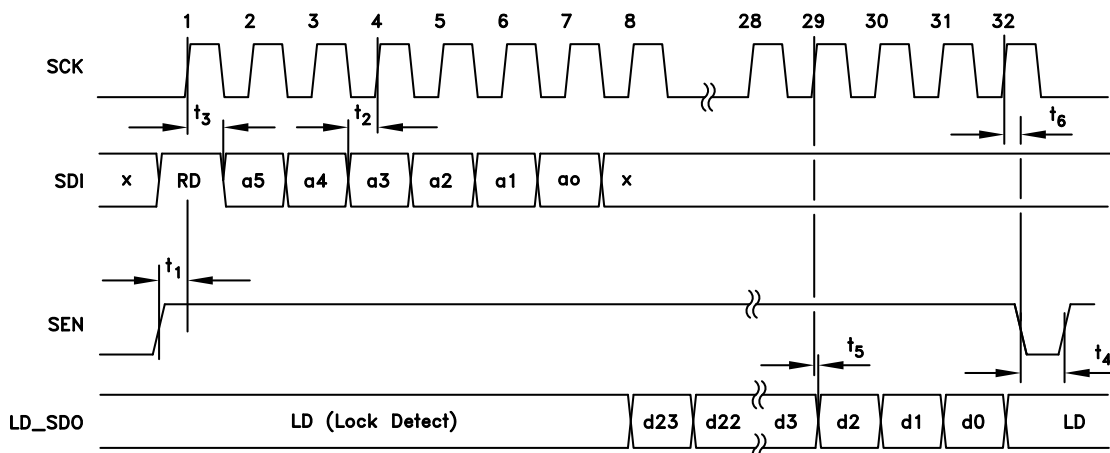 1 2 3 4 5 6 7 8 28 29 30 31 32
SCK
t3 t2 t6
SDI x RD a5 a4 a3 a2 a1 ao x
t1
SEN
t5 t4
LD_SDO LD (Lock Detect) d23 d22 d3 d2 d1 d0 LD